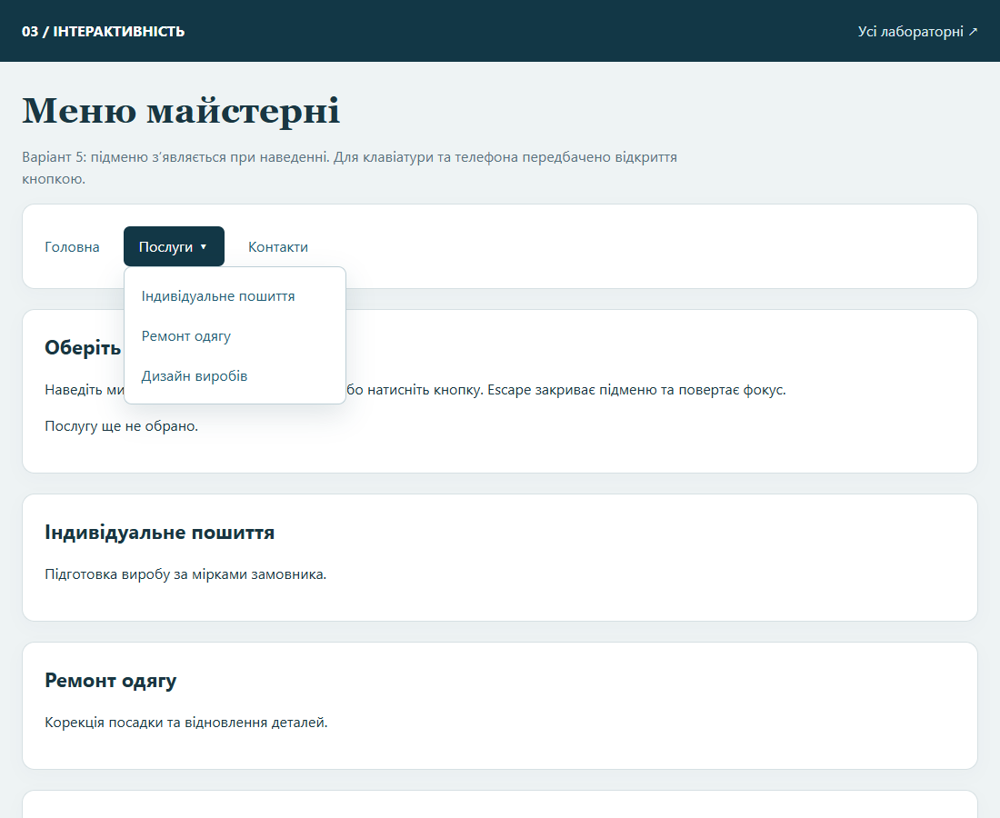 03 / ІНТЕРАКТИВНІСТЬ
Усі лабораторні ↗
Меню майстерні
Варіант 5: підменю з’являється при наведенні. Для клавіатури та телефона передбачено відкриття
кнопкою.
Головна
Послуги ▼
Контакти
Індивідуальне пошиття
Ремонт одягу
Дизайн виробів
Оберіть
Наведіть бо натисніть кнопку. Escape закриває підменю та повертає фокус.
Послугу ще не обрано.
Індивідуальне пошиття
Підготовка виробу за мірками замовника.
Ремонт одягу
Корекція посадки та відновлення деталей.